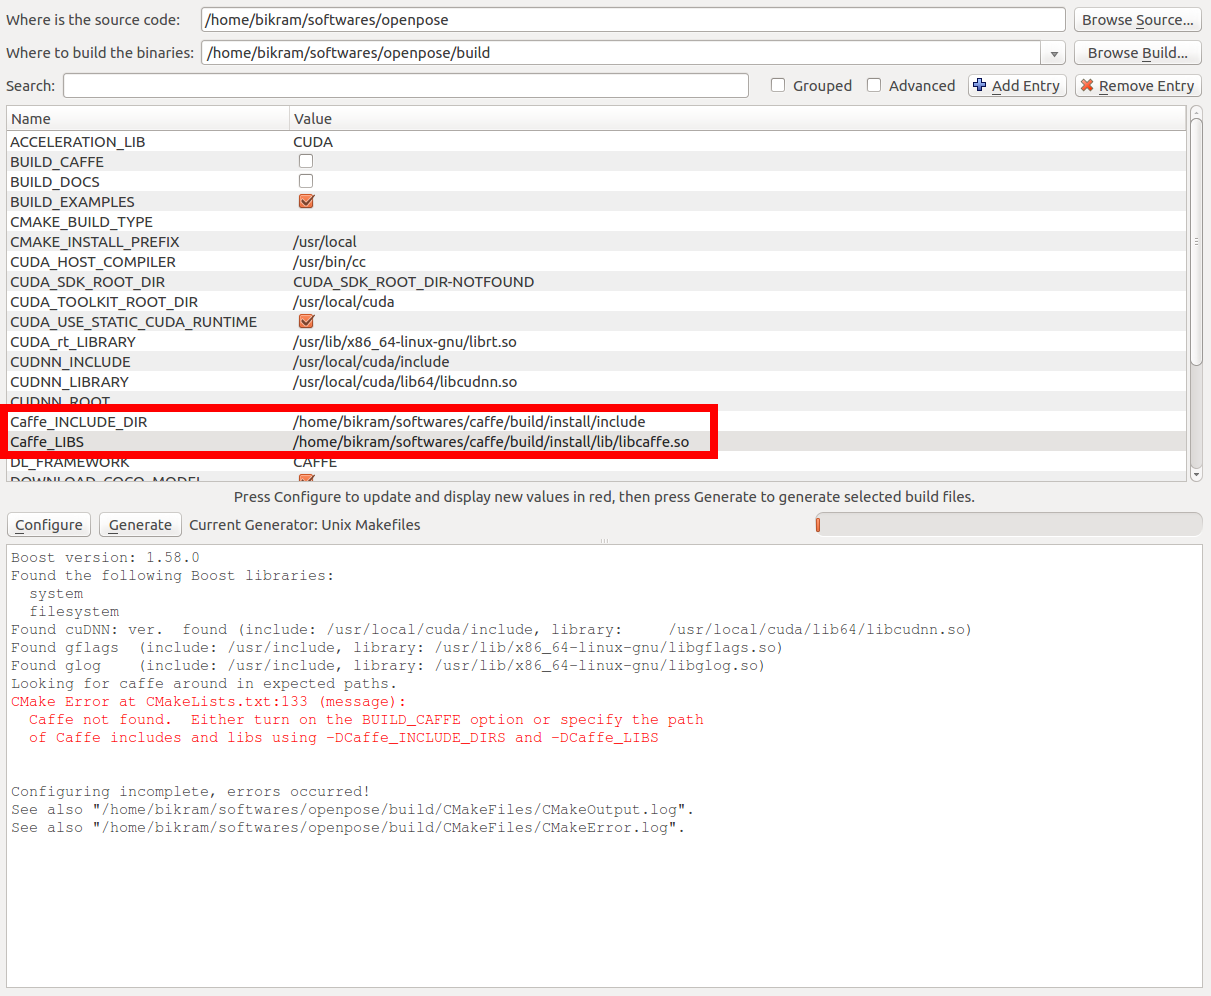 Where is the source code: /home/bikram/softwares/openpose Browse Source...
Where to build the binaries: /home/bikram/softwares/openpose/build Browse Build...
Search: Grouped Advanced Add Entry Remove Entry
Name Value
ACCELERATION_LIB CUDA
BUILD_CAFFE
BUILD_DOCS
BUILD_EXAMPLES
CMAKE_BUILD_TYPE
CMAKE_INSTALL_PREFIX /usr/local
CUDA_HOST_COMPILER /usr/bin/cc
CUDA_SDK_ROOT_DIR CUDA_SDK_ROOT_DIR-NOTFOUND
CUDA_TOOLKIT_ROOT_DIR /usr/local/cuda
CUDA_USE_STATIC_CUDA_RUNTIME
CUDA_rt_LIBRARY /usr/lib/x86_64-linux-gnu/librt.so
CUDNN_INCLUDE /usr/local/cuda/include
CUDNN_LIBRARY /usr/local/cuda/lib64/libcudnn.so
CUDNN_ROOT
Caffe_INCLUDE_DIR /home/bikram/softwares/caffe/build/install/include
Caffe_LIBS /home/bikram/softwares/caffe/build/install/lib/libcaffe.so
DL_FRAMEWORK CAFFE
DOWNLOAD_COCO_MODEL
Press Configure to update and display new values in red, then press Generate to generate selected build files.
Configure Generate Current Generator: Unix Makefiles
Boost version: 1.58.0
Found the following Boost libraries:
system
filesystem
Found cuDNN: ver. found (include: /usr/local/cuda/include, library: /usr/local/cuda/lib64/libcudnn.so)
Found gflags (include: /usr/include, library: /usr/lib/x86_64-linux-gnu/libgflags.so)
Found glog (include: /usr/include, library: /usr/lib/x86_64-linux-gnu/libglog.so)
Looking for caffe around in expected paths.
CMake Error at CMakeLists.txt:133 (message):
Caffe not found. Either turn on the BUILD_CAFFE option or specify the path
of Caffe includes and libs using -DCaffe_INCLUDE_DIRS and -DCaffe_LIBS
Configuring incomplete, errors occurred!
See also "/home/bikram/softwares/openpose/build/CMakeFiles/CMakeOutput.log".
See also "/home/bikram/softwares/openpose/build/CMakeFiles/CMakeError.log".